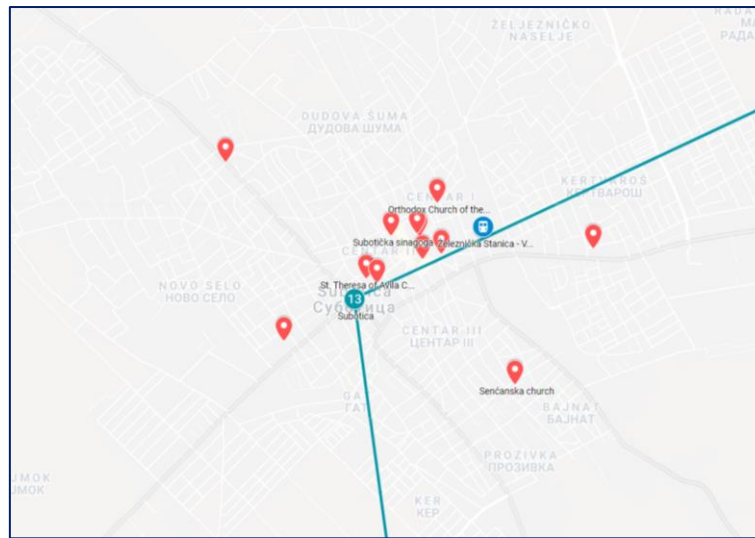 ŽELJEZNIČKO
NASELJE
DUDOVA ŠUMA
ДУДОВА ШУМА
KERTVAROŠ
КЕРТВАРОШ
CENTAR I
Orthodox Church of the...
Subotička sinagoga
Železnička Stanica - V...
CENTAR II
St. Theresa of Avila C...
NOVO SELO
НОВО СЕЛО
13
Суботица
Subotica
CENTAR III
ЦЕНТАР III
Senćanska church
ГАТ
BAJNAT
БАЈНАТ
PROZIVKA
ПРОЗИВКА
KER
КЕР